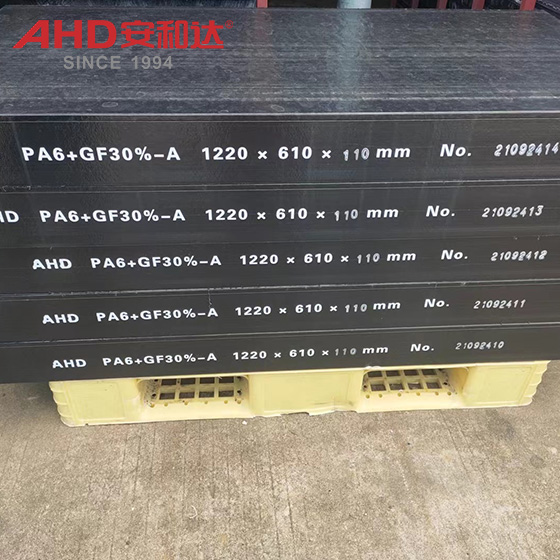 AHD安和达
SINCE 1994
PA6+GF30%-A 1220 × 610 × 110 mm No. 21092414
HD PA6+GF30%-A 1220 × 610 × 110 mm No. 21092413
AHD PA6+GF30%-A 1220 × 610 × 110 mm No. 21092412
AHD PA6+GF30%-A 1220 × 610 × 110 mm No. 21092411
AHD PA6+GF30%-A 1220 × 610 × 110 mm No. 21092410